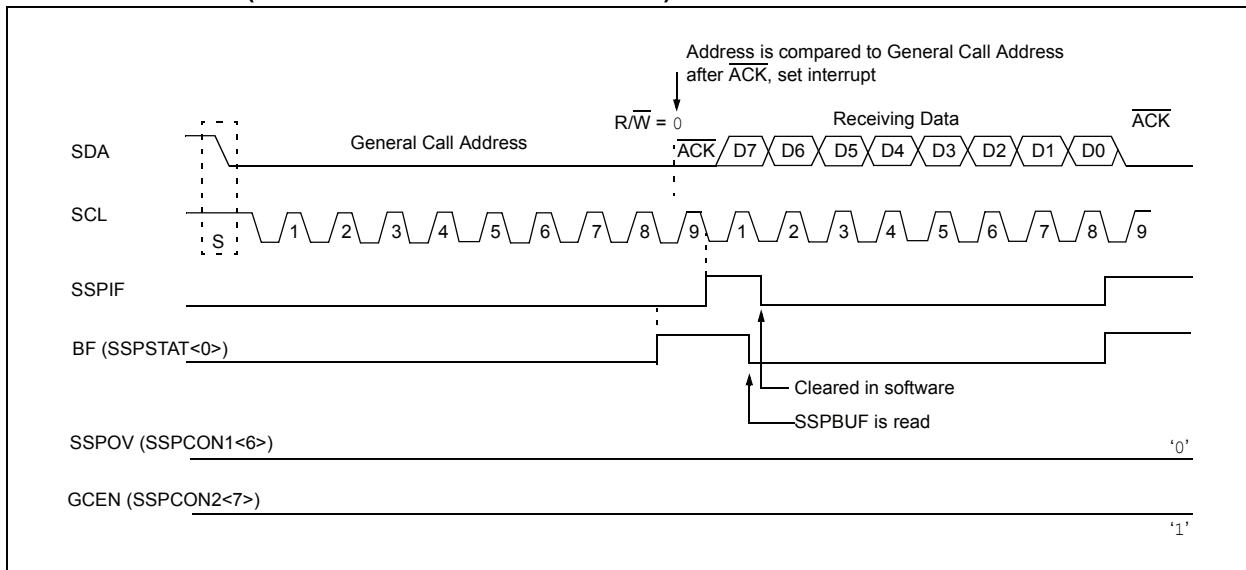 Address is compared to General Call Address
after ACK, set interrupt
R/W = 0
Receiving Data
ACK
SDA
General Call Address
ACK D7 D6 D5 D4 D3 D2 D1 D0
SCL
S
1 2 3 4 5 6 7 8 9 1 2 3 4 5 6 7 8 9
SSPIF
BF (SSPSTAT<0>)
Cleared in software
SSPBUF is read
SSPOV (SSPCON1<6>)
‘0’
GCEN (SSPCON2<7>)
‘1’